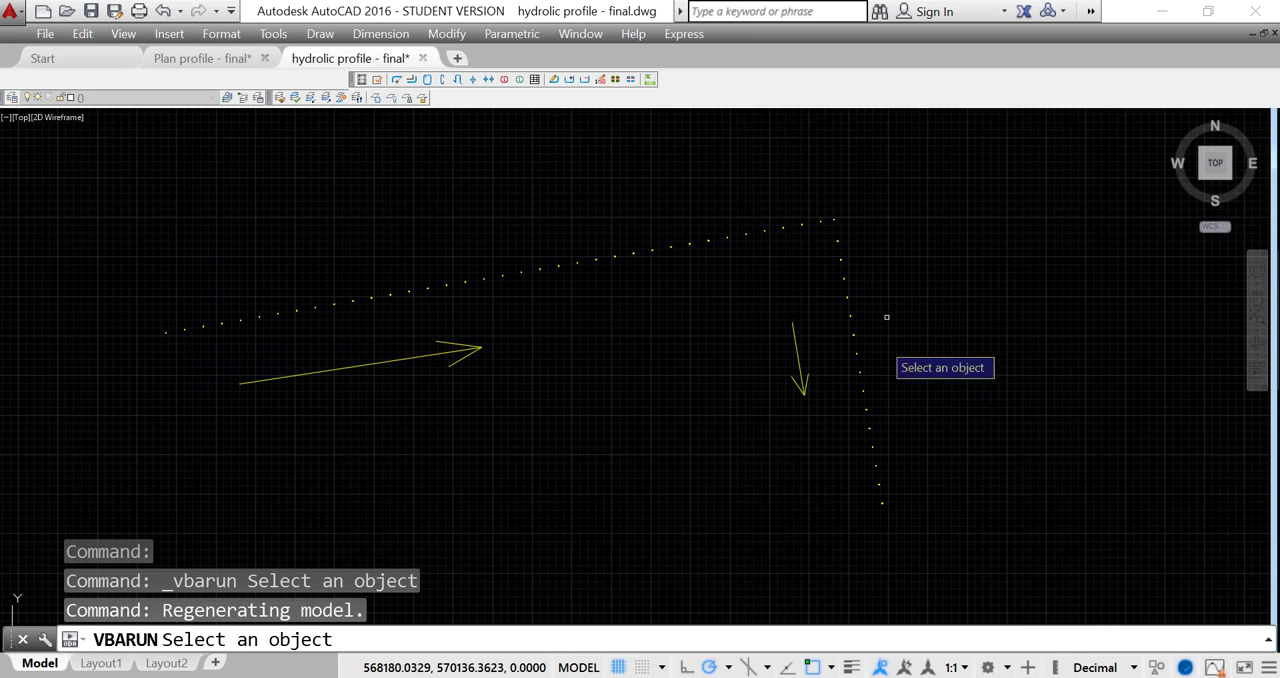 Autodesk AutoCAD 2016 - STUDENT VERSION hydrolic profile - final.dwg Type a keyword or phrase Sign In
File Edit View Insert Format Tools Draw Dimension Modify Parametric Window Help Express
Start Plan profile - final* hydrolic profile - final*
0
[−][Top][2D Wireframe]
N
W TOP E
S
WCS
Select an object
Command:
Command: _vbarun Select an object
Command: Regenerating model.
Y
VBARUN Select an object
Model Layout1 Layout2 568180.0329, 570136.3623, 0.0000 MODEL 1:1 Decimal